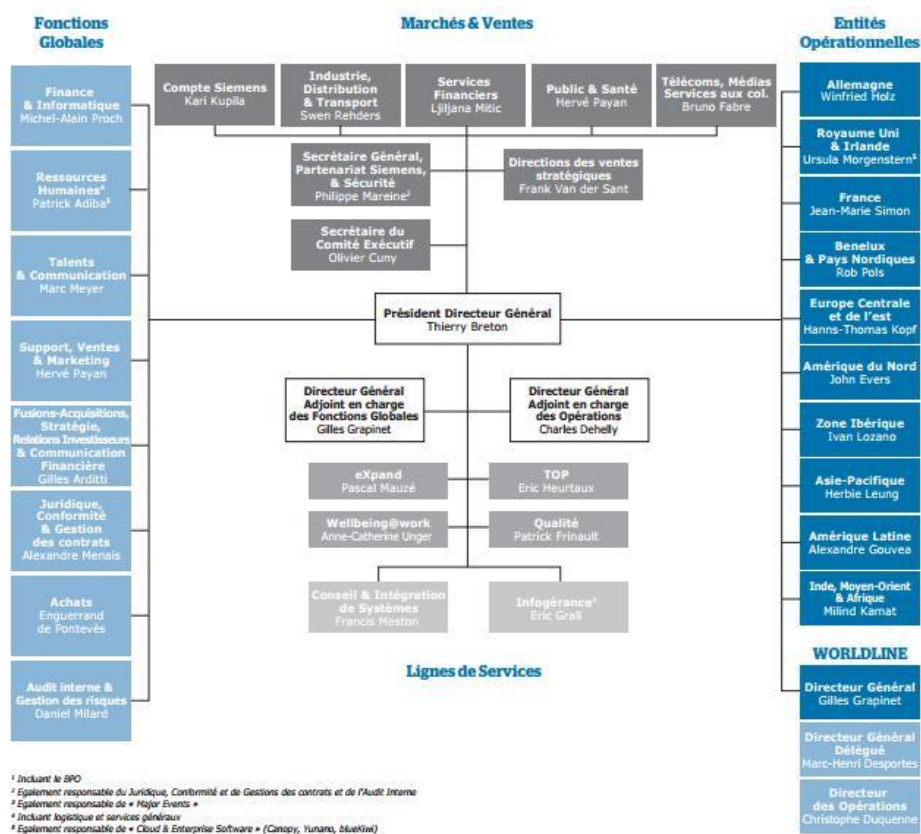 Fonctions
Globales
Finance
& Informatique
Michel-Alain Proch
Ressources
Humaines⁴
Patrick Adiba³
Talents
& Communication
Marc Meyer
Support, Ventes
& Marketing
Hervé Payan
Fusions-Acquisitions,
Stratégie,
Relations Investisseurs
& Communication
Financière
Gilles Arditti
Juridique,
Conformité
& Gestion
des contrats
Alexandre Menais
Achats
Enguerrand
de Pontevès
Audit interne &
Gestion des risques
Daniel Milard
Marchés & Ventes
Compte Siemens
Kari Kupila
Industrie,
Distribution
& Transport
Swen Rehders
Services
Financiers
Ljiljana Mitic
Public & Santé
Hervé Payan
Télécoms, Médias
Services aux col.
Bruno Fabre
Secrétaire Général,
Partenariat Siemens,
& Sécurité
Philippe Mareine²
Directions des ventes
stratégiques
Frank Van der Sant
Secrétaire du
Comité Exécutif
Olivier Cuny
Président Directeur Général
Thierry Breton
Directeur Général
Adjoint en charge
des Fonctions Globales
Gilles Grapinet
Directeur Général
Adjoint en charge
des Opérations
Charles Dehelly
eXpand
Pascal Mauzé
TOP
Eric Heurtaux
Wellbeing@work
Anne-Catherine Unger
Qualité
Patrick Frinault
Conseil & Intégration
de Systèmes
Francis Meston
Infogérance¹
Eric Grall
Lignes de Services
Entités
Opérationnelles
Allemagne
Winfried Holz
Royaume Uni
& Irlande
Ursula Morgenstern⁵
France
Jean-Marie Simon
Benelux
& Pays Nordiques
Rob Pols
Europe Centrale
et de l'est
Hanns-Thomas Kopf
Amérique du Nord
John Evers
Zone Ibérique
Ivan Lozano
Asie-Pacifique
Herbie Leung
Amérique Latine
Alexandre Gouvea
Inde, Moyen-Orient
& Afrique
Milind Kamat
WORLDLINE
Directeur Général
Gilles Grapinet
Directeur Général
Délégué
Marc-Henri Desportes
Directeur
des Opérations
Christophe Duquenne
¹ Incluant le BPO
² Egalement responsable du Juridique, Conformité et de Gestions des contrats et de l'Audit Interne
³ Egalement responsable de « Major Events »
⁴ Incluant logistique et services généraux
⁵ Egalement responsable de « Cloud & Enterprise Software » (Canopy, Yunano, blueKiwi)